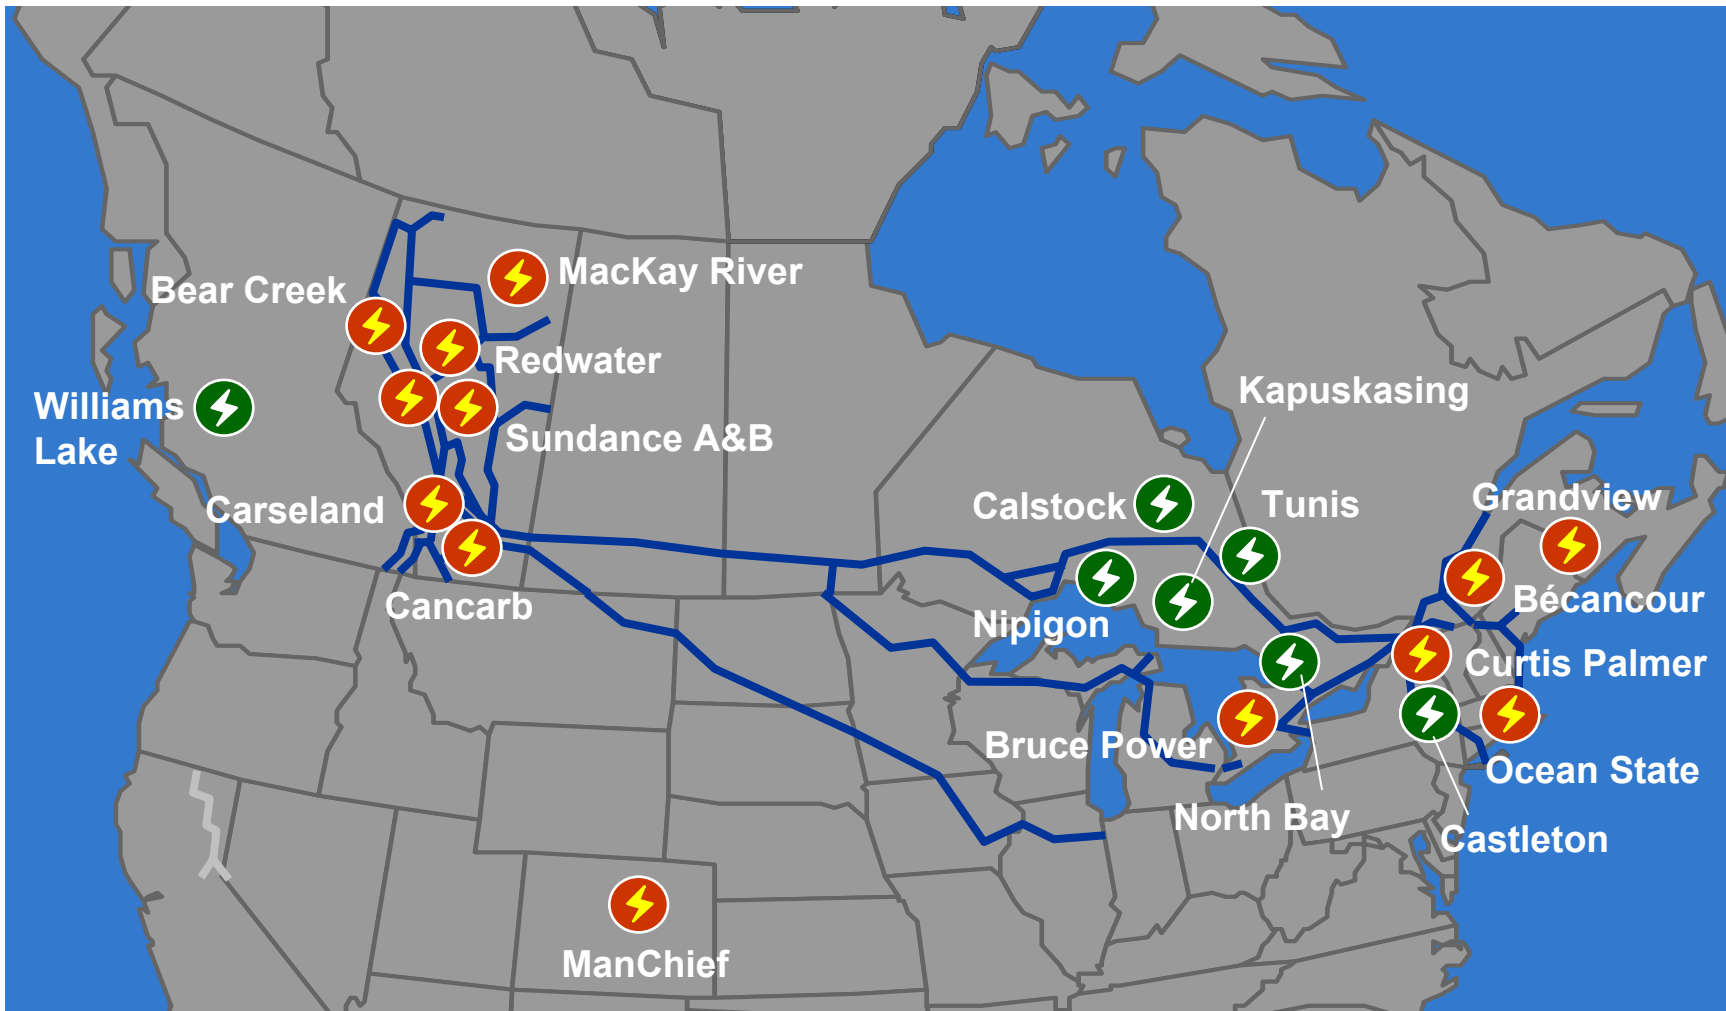 MacKay River
Bear Creek
Redwater
Kapuskasing
Williams
Lake
Sundance A&B
Carseland
Calstock
Tunis
Grandview
Cancarb
Nipigon
Bécancour
Curtis Palmer
Bruce Power
Ocean State
North Bay
Castleton
ManChief